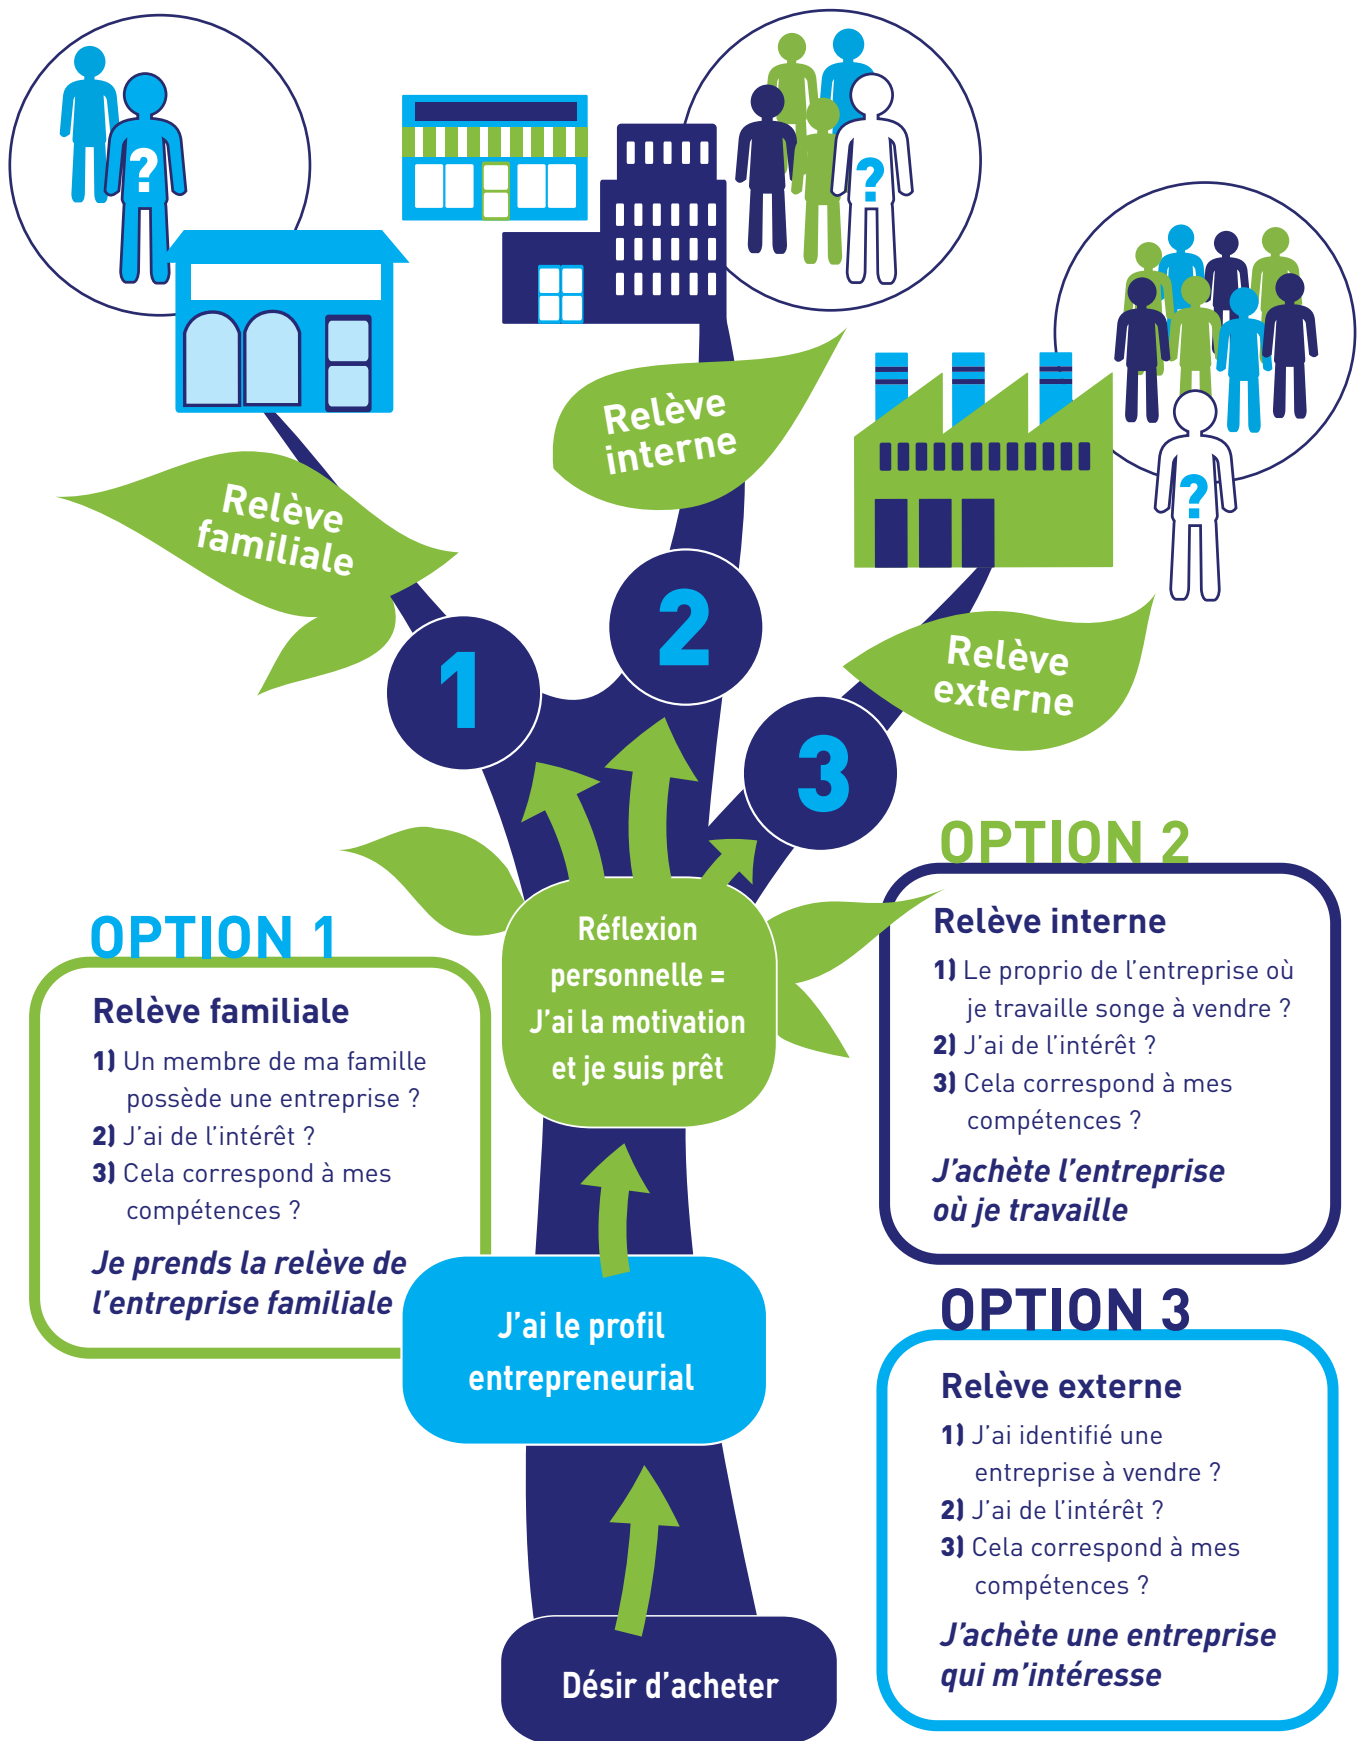 ?
?
?
Relève
interne
Relève
familiale
Relève
externe
1
2
3
OPTION 1
Relève familiale
1) Un membre de ma famille
possède une entreprise ?
2) J’ai de l’intérêt ?
3) Cela correspond à mes
compétences ?
Je prends la relève de
l’entreprise familiale
Réflexion
personnelle =
J’ai la motivation
et je suis prêt
J’ai le profil
entrepreneurial
Désir d’acheter
OPTION 2
Relève interne
1) Le proprio de l’entreprise où
je travaille songe à vendre ?
2) J’ai de l’intérêt ?
3) Cela correspond à mes
compétences ?
J’achète l’entreprise
où je travaille
OPTION 3
Relève externe
1) J’ai identifié une
entreprise à vendre ?
2) J’ai de l’intérêt ?
3) Cela correspond à mes
compétences ?
J’achète une entreprise
qui m’intéresse